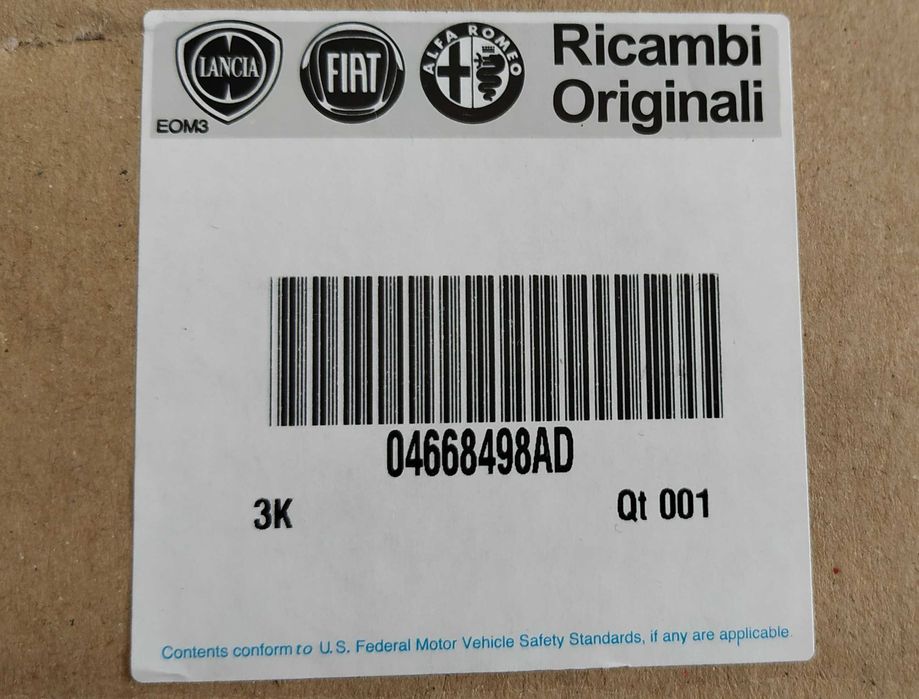 LANCIA
FIAT
ALFA ROMEO
Ricambi
Originali
EOM3
04668498AD
3K
Qt 001
Contents conform to U.S. Federal Motor Vehicle Safety Standards, if any are applicable